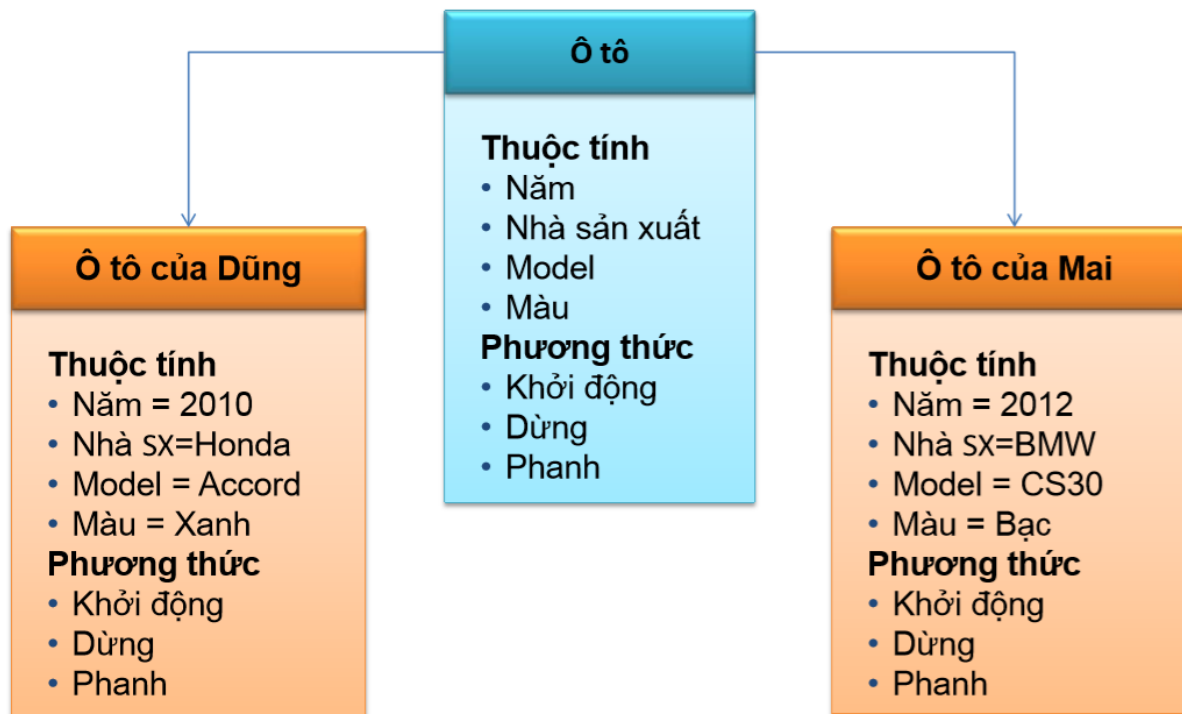 Ô tô
Thuộc tính
• Năm
• Nhà sản xuất
• Model
• Màu
Phương thức
• Khởi động
• Dừng
• Phanh
Ô tô của Dũng
Thuộc tính
• Năm = 2010
• Nhà SX=Honda
• Model = Accord
• Màu = Xanh
Phương thức
• Khởi động
• Dừng
• Phanh
Ô tô của Mai
Thuộc tính
• Năm = 2012
• Nhà SX=BMW
• Model = CS30
• Màu = Bạc
Phương thức
• Khởi động
• Dừng
• Phanh